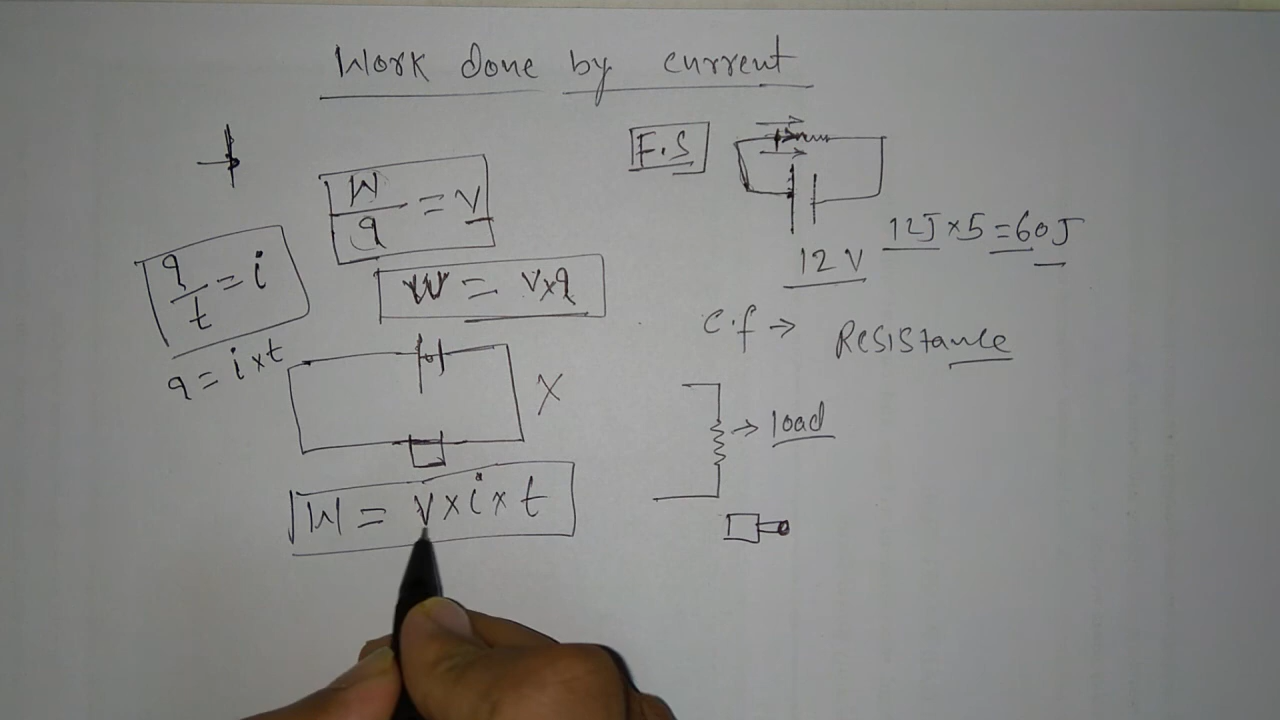 Work done by current
F.S
W/q = V
12J×5=60J
q/t = i
12 V
W = V×q
C.f → Resistance
q = i×t
X
→ load
W = V×i×t